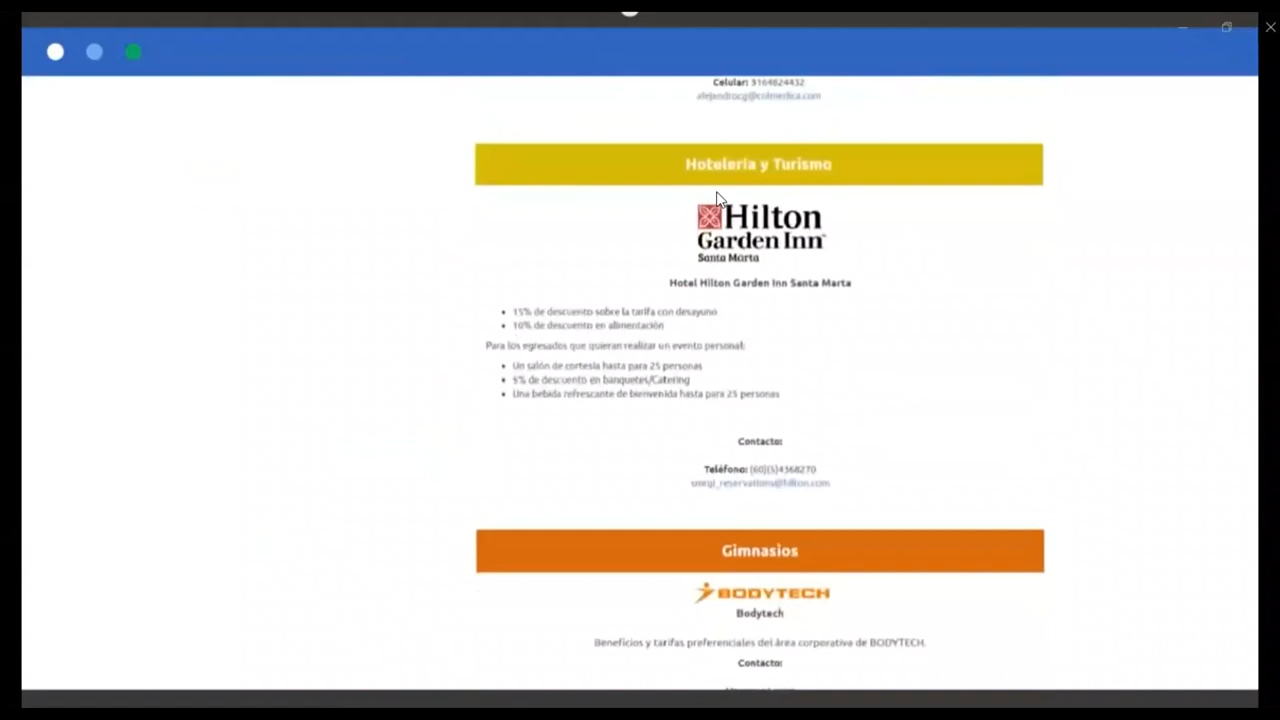 Celular: 3164824432
alejandrocg@colmedica.com
Hotelería y Turismo
Hilton
Garden Inn™
Santa Marta
Hotel Hilton Garden Inn Santa Marta
• 15% de descuento sobre la tarifa con desayuno
• 10% de descuento en alimentación
Para los egresados que quieran realizar un evento personal:
• Un salón de cortesía hasta para 25 personas
• 5% de descuento en banquetes/Catering
• Una bebida refrescante de bienvenida hasta para 25 personas
Contacto:
Teléfono: (60)(5)4368270
Gimnasios
BODYTECH
Bodytech
Beneficios y tarifas preferenciales del área corporativa de BODYTECH.
Contacto: